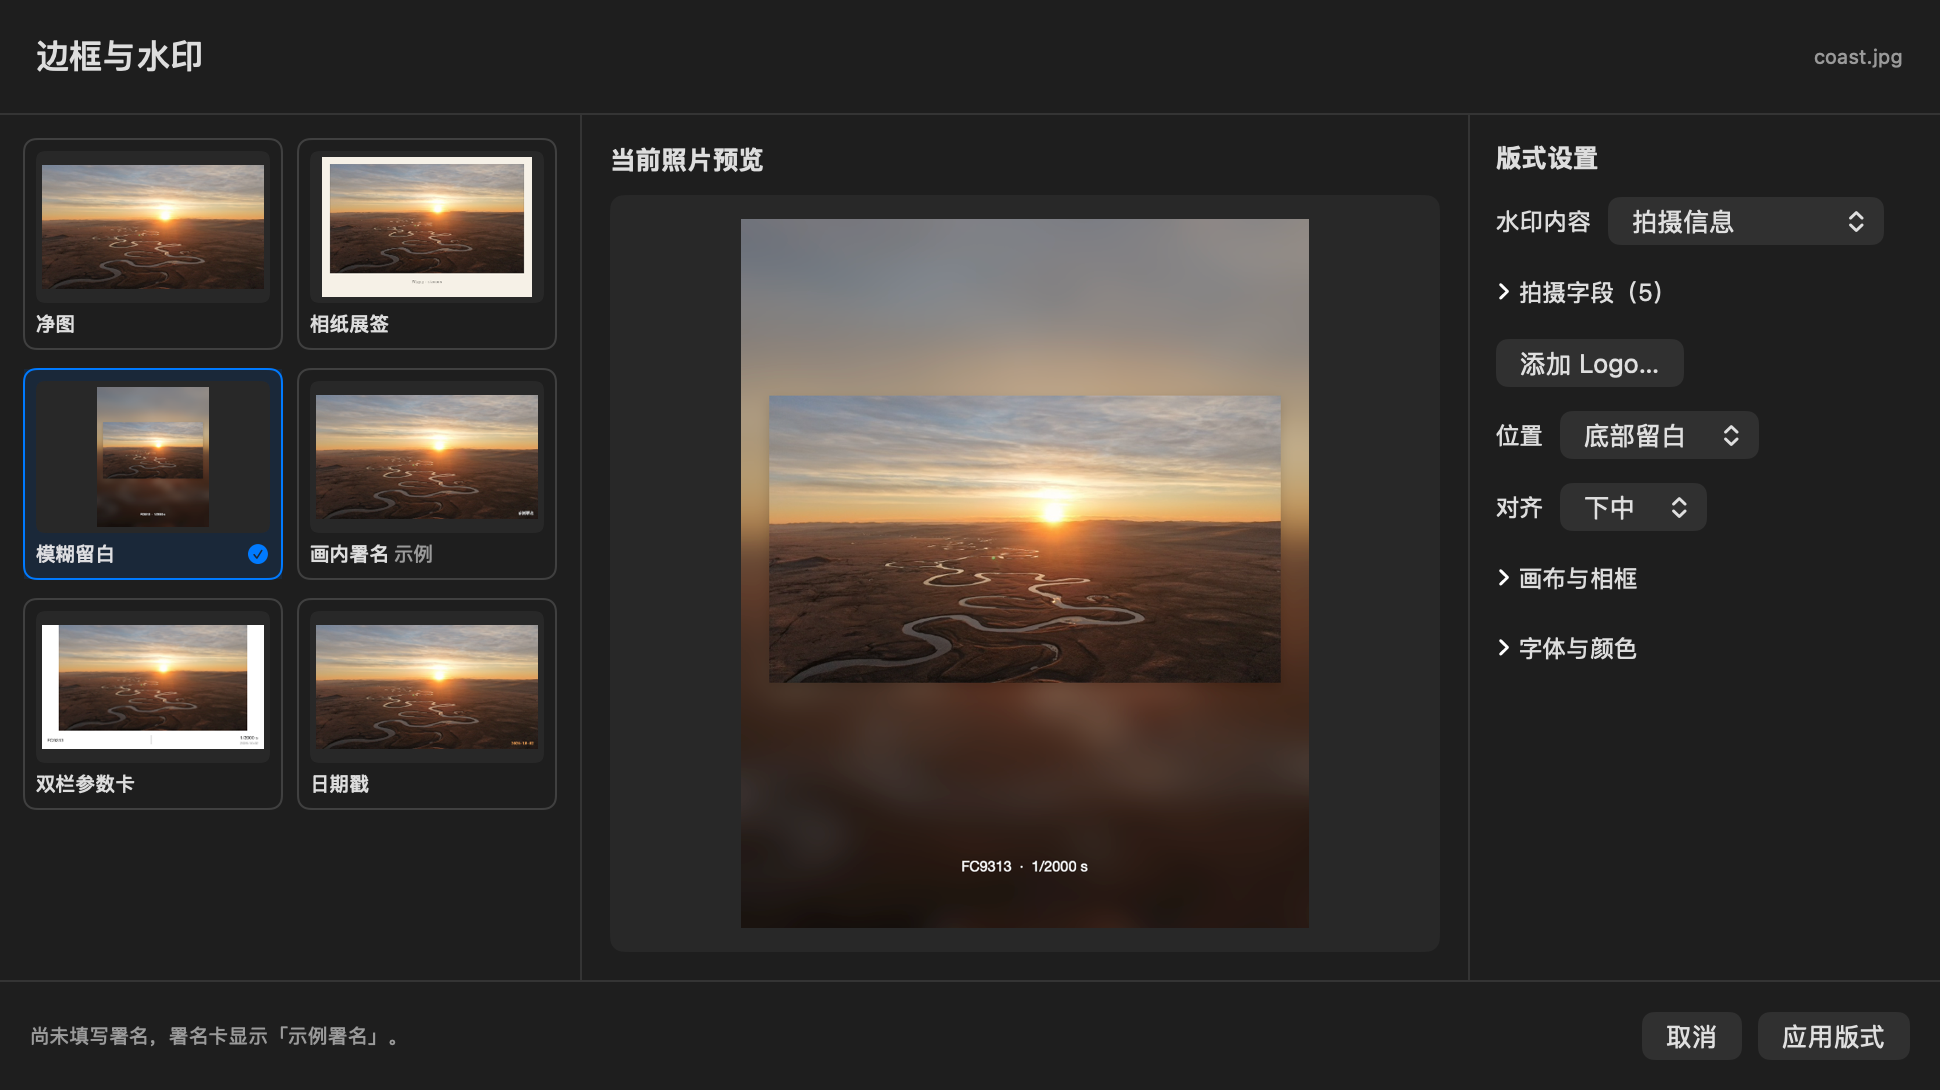 边框与水印
coast.jpg
净图
相纸展签
模糊留白
画内署名 示例
双栏参数卡
日期戳
当前照片预览
FC9313 · 1/2000 s
版式设置
水印内容 拍摄信息
拍摄字段（5）
添加 Logo...
位置 底部留白
对齐 下中
画布与相框
字体与颜色
尚未填写署名，署名卡显示「示例署名」。
取消
应用版式